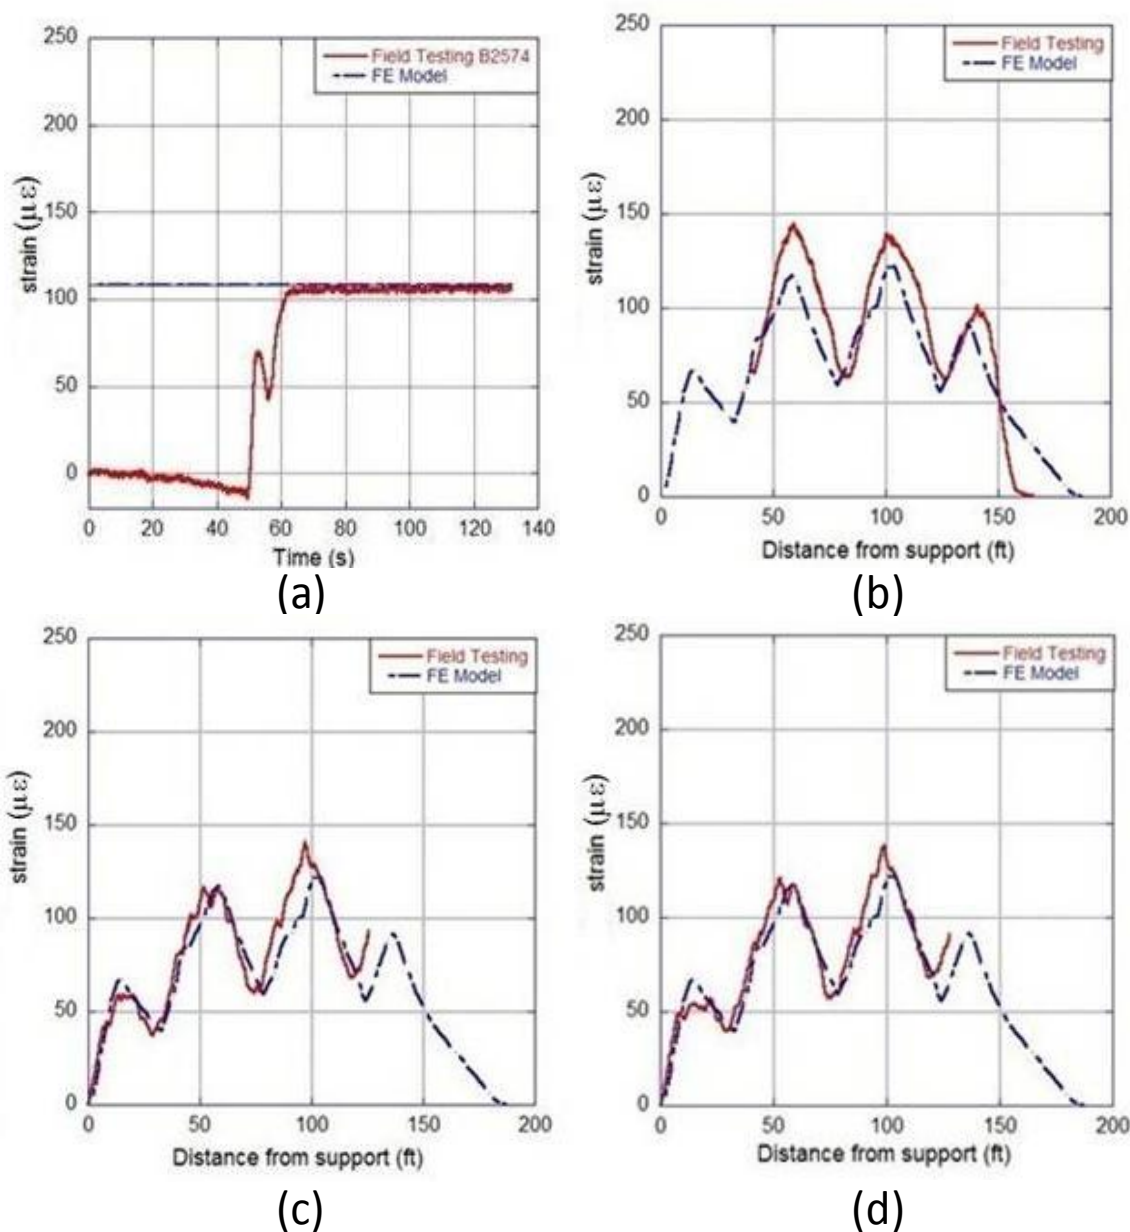 250
200
150
100
50
0
strain (με)
Field Testing B2574
FE Model
0 20 40 60 80 100 120 140
Time (s)
(a)
250
200
150
100
50
0
strain (με)
Field Testing
FE Model
0 50 100 150 200
Distance from support (ft)
(b)
250
200
150
100
50
0
strain (με)
Field Testing
FE Model
0 50 100 150 200
Distance from support (ft)
(c)
250
200
150
100
50
0
strain (με)
Field Testing
FE Model
0 50 100 150 200
Distance from support (ft)
(d)